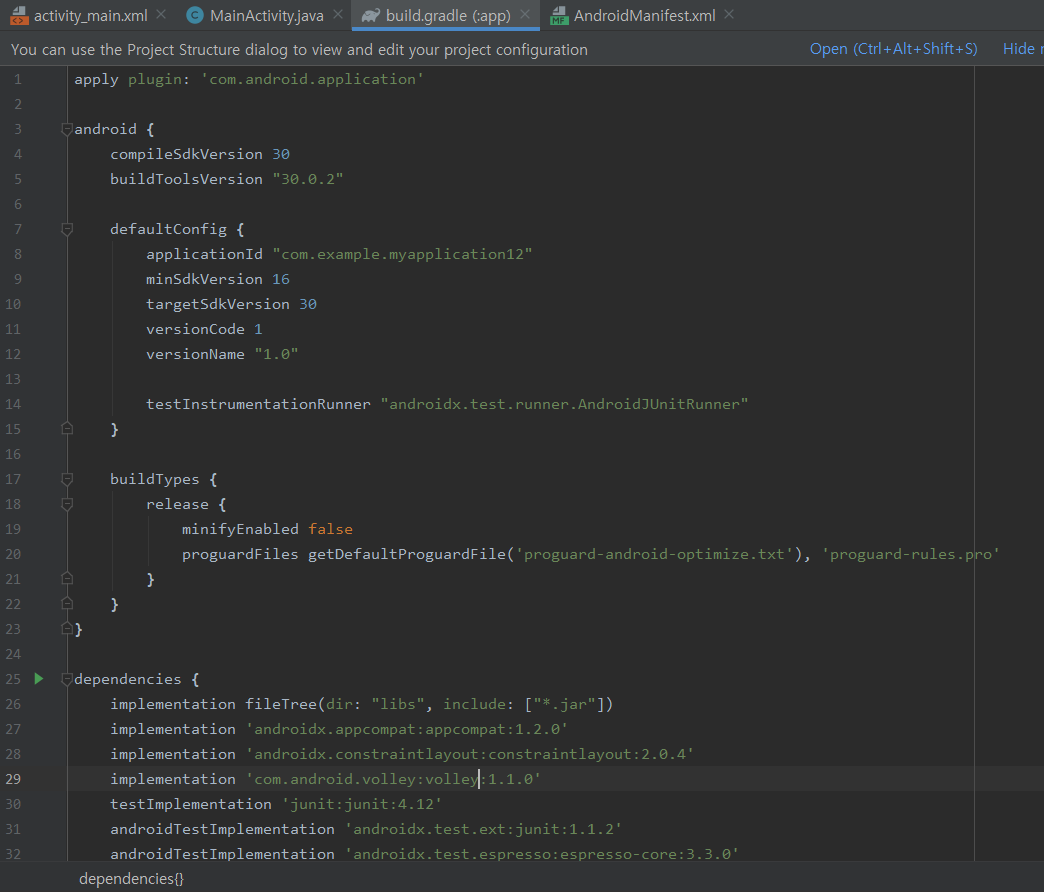 activity_main.xml MainActivity.java build.gradle (:app) AndroidManifest.xml
You can use the Project Structure dialog to view and edit your project configuration Open (Ctrl+Alt+Shift+S) Hide
1 apply plugin: 'com.android.application'
2
3 android {
4 compileSdkVersion 30
5 buildToolsVersion "30.0.2"
6
7 defaultConfig {
8 applicationId "com.example.myapplication12"
9 minSdkVersion 16
10 targetSdkVersion 30
11 versionCode 1
12 versionName "1.0"
13
14 testInstrumentationRunner "androidx.test.runner.AndroidJUnitRunner"
15 }
16
17 buildTypes {
18 release {
19 minifyEnabled false
20 proguardFiles getDefaultProguardFile('proguard-android-optimize.txt'), 'proguard-rules.pro'
21 }
22 }
23 }
24
25 dependencies {
26 implementation fileTree(dir: "libs", include: ["*.jar"])
27 implementation 'androidx.appcompat:appcompat:1.2.0'
28 implementation 'androidx.constraintlayout:constraintlayout:2.0.4'
29 implementation 'com.android.volley:volley:1.1.0'
30 testImplementation 'junit:junit:4.12'
31 androidTestImplementation 'androidx.test.ext:junit:1.1.2'
32 androidTestImplementation 'androidx.test.espresso:espresso-core:3.3.0'
dependencies{}